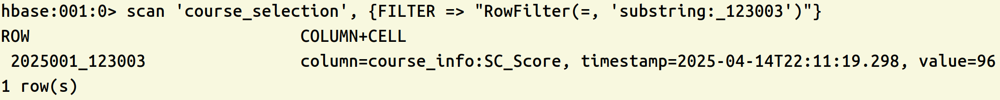 hbase:001:0> scan 'course_selection', {FILTER => "RowFilter(=, 'substring:_123003')"}
ROW                              COLUMN+CELL
 2025001_123003                  column=course_info:SC_Score, timestamp=2025-04-14T22:11:19.298, value=96
1 row(s)